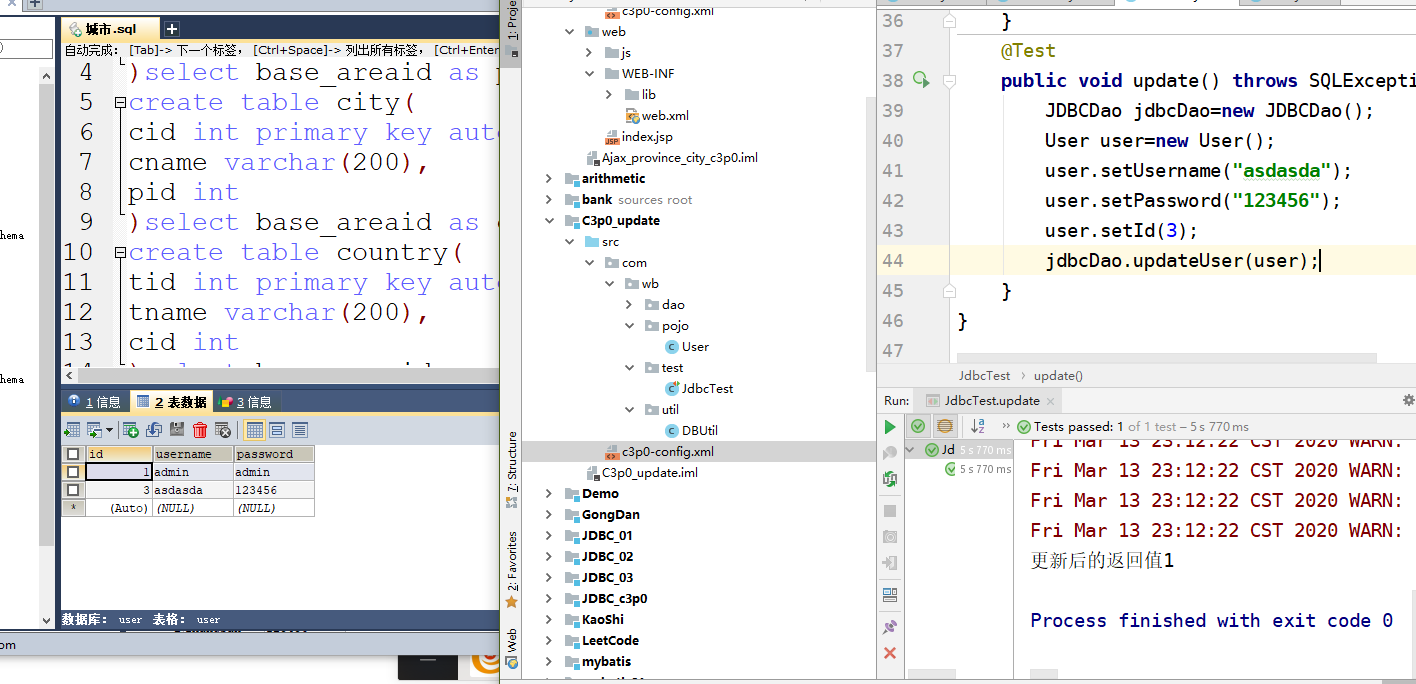 城市.sql
自动完成： [Tab]-> 下一个标签， [Ctrl+Space]-> 列出所有标签， [Ctrl+Enter
4 )select base_areaid as
5 create table city(
6 cid int primary key
7 cname varchar(200),
8 pid int
9 )select base_areaid as
10 create table country(
11 tid int primary key
12 tname varchar(200),
13 cid int
hema
hema
1 信息
2 表数据
3 信息
id username password
1 admin admin
3 asdasda 123456
* (Auto) (NULL) (NULL)
数据库： user 表格： user
om
1: Proje
7: Structure
2: Favorites
Web
c3p0-config.xml
web
js
WEB-INF
lib
web.xml
index.jsp
Ajax_province_city_c3p0.iml
arithmetic
bank sources root
C3p0_update
src
com
wb
dao
pojo
User
test
JdbcTest
util
DBUtil
c3p0-config.xml
C3p0_update.iml
Demo
GongDan
JDBC_01
JDBC_02
JDBC_03
JDBC_c3p0
KaoShi
LeetCode
mybatis
36 }
37 @Test
38 public void update() throws SQLExcepti
39 JDBCDao jdbcDao=new JDBCDao();
40 User user=new User();
41 user.setUsername("asdasda");
42 user.setPassword("123456");
43 user.setId(3);
44 jdbcDao.updateUser(user);
45 }
46 }
47
JdbcTest › update()
Run: JdbcTest.update
Tests passed: 1 of 1 test – 5 s 770 ms
Jd 5 s 770 ms
5 s 770 ms
Fri Mar 13 23:12:22 CST 2020 WARN:
Fri Mar 13 23:12:22 CST 2020 WARN:
Fri Mar 13 23:12:22 CST 2020 WARN:
Fri Mar 13 23:12:22 CST 2020 WARN:
更新后的返回值1
Process finished with exit code 0